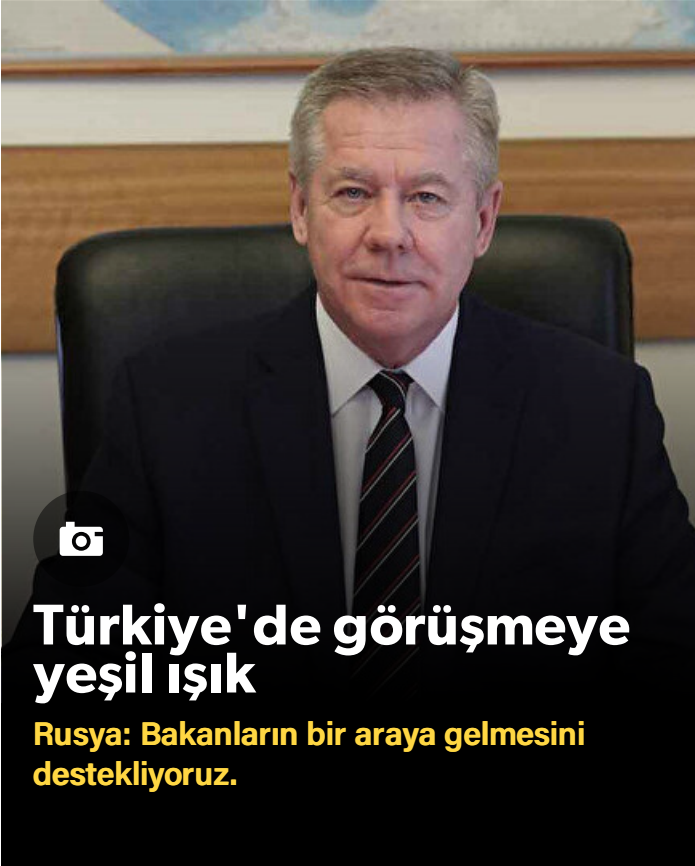 Türkiye'de görüşmeye
yeşil ışık
Rusya: Bakanların bir araya gelmesini
destekliyoruz.